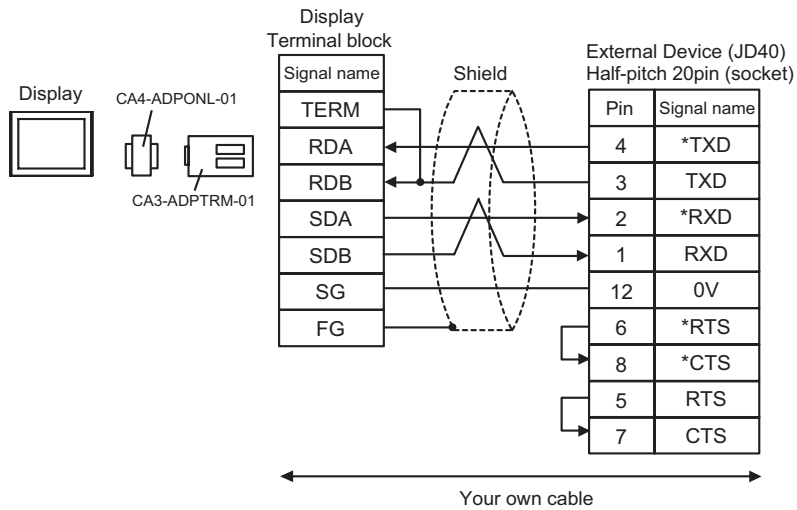 Display
Terminal block
External Device (JD40)
Half-pitch 20pin (socket)
Display
CA4-ADPONL-01
CA3-ADPTRM-01
Shield
Signal name
TERM
RDA
RDB
SDA
SDB
SG
FG
Pin Signal name
4 *TXD
3 TXD
2 *RXD
1 RXD
12 0V
6 *RTS
8 *CTS
5 RTS
7 CTS
Your own cable